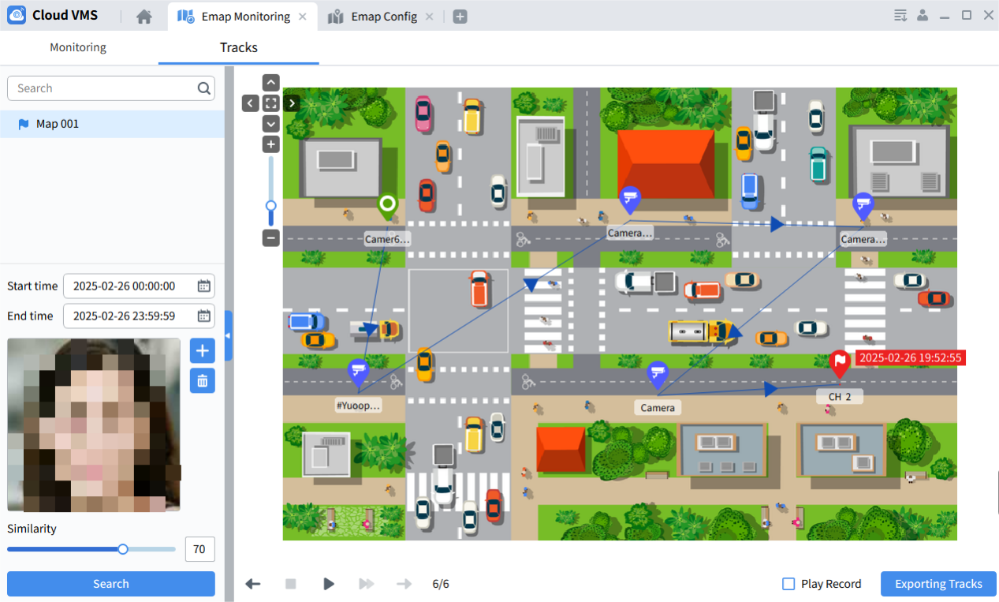 Cloud VMS
Emap Monitoring
Emap Config
Monitoring
Tracks
Search
Map 001
Start time
2025-02-26 00:00:00
End time
2025-02-26 23:59:59
Similarity
70
Search
Camer6...
Camera...
Camera...
2025-02-26 19:52:55
#Yuoop...
Camera
CH 2
6/6
Play Record
Exporting Tracks